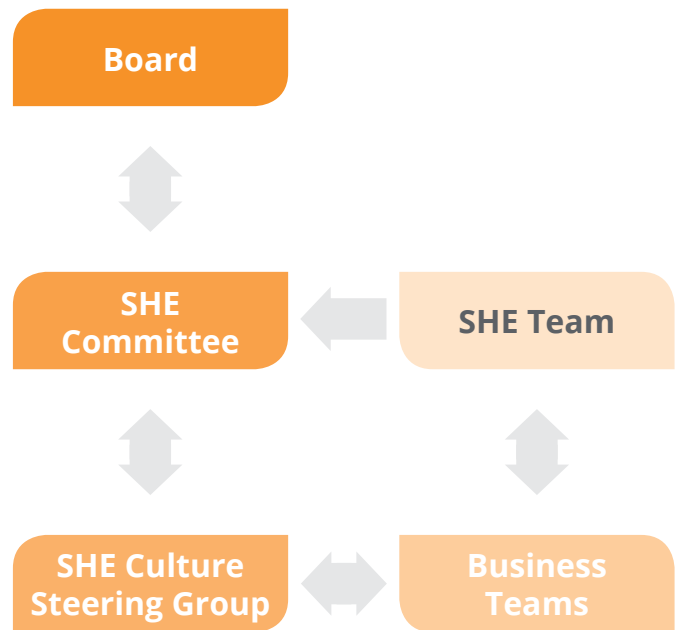 Board
SHE
Committee
SHE Team
SHE Culture
Steering Group
Business
Teams